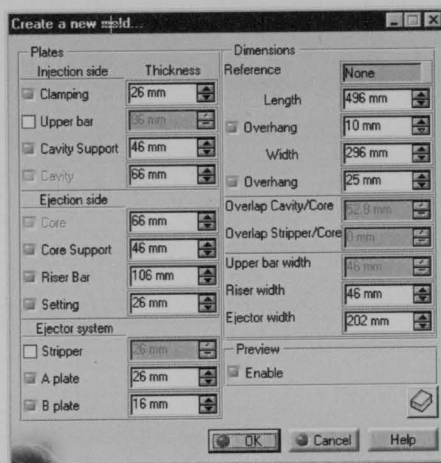 Create a new mold...
Plates
Injection side Thickness
Clamping 26 mm
Upper bar 36 mm
Cavity Support 46 mm
Cavity 66 mm
Ejection side
Core 66 mm
Core Support 46 mm
Riser Bar 106 mm
Setting 26 mm
Ejector system
Stripper 26 mm
A plate 26 mm
B plate 16 mm
Dimensions
Reference None
Length 496 mm
Overhang 10 mm
Width 296 mm
Overhang 25 mm
Overlap Cavity/Core 52.8 mm
Overlap Stripper/Core 0 mm
Upper bar width 46 mm
Riser width 46 mm
Ejector width 202 mm
Preview
Enable
OK Cancel Help